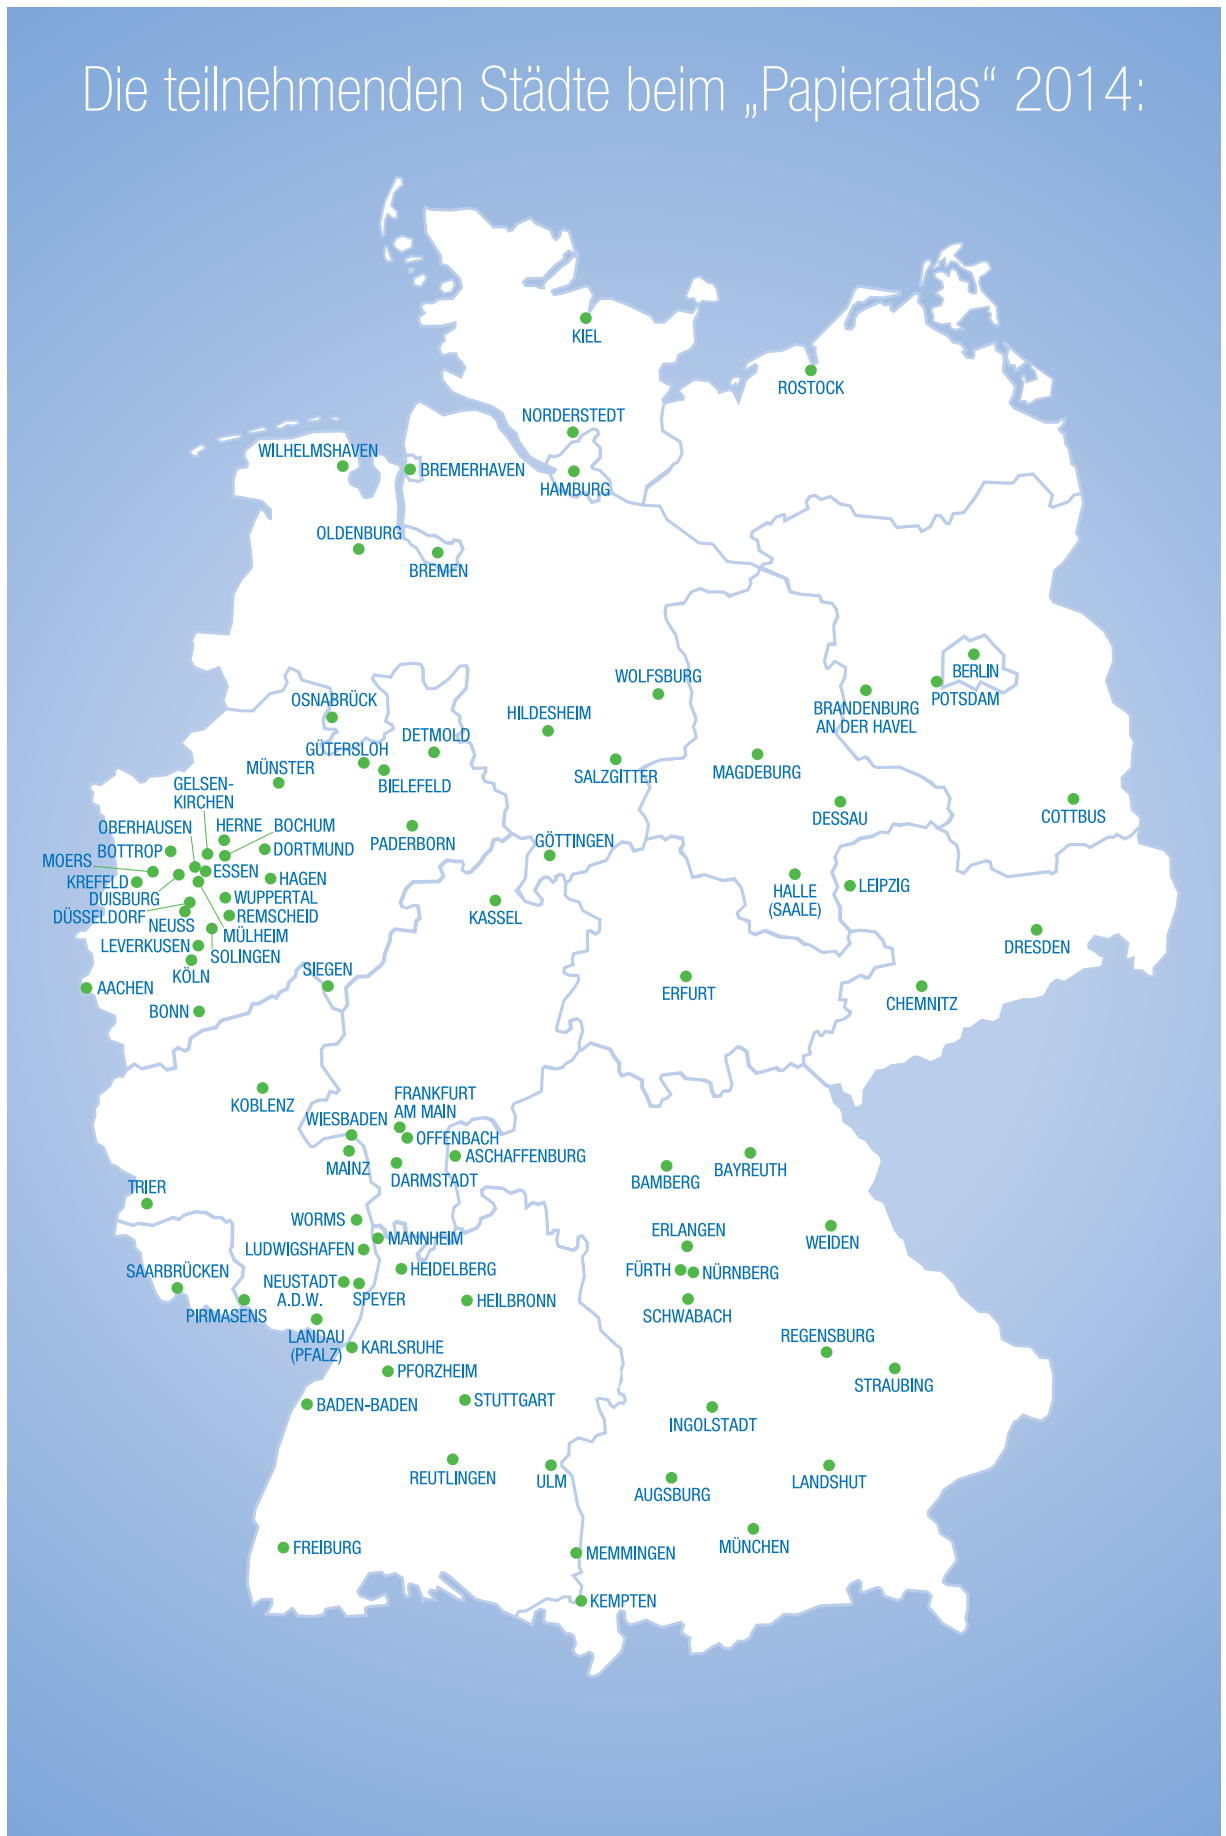 Die teilnehmenden Städte beim „Papieratlas“ 2014:
KIEL
ROSTOCK
NORDERSTEDT
WILHELMSHAVEN
BREMERHAVEN
HAMBURG
OLDENBURG
BREMEN
BERLIN
WOLFSBURG
POTSDAM
OSNABRÜCK
BRANDENBURG
AN DER HAVEL
HILDESHEIM
DETMOLD
GÜTERSLOH
MÜNSTER
SALZGITTER
MAGDEBURG
BIELEFELD
GELSEN-
KIRCHEN
DESSAU
COTTBUS
OBERHAUSEN
HERNE
BOCHUM
PADERBORN
GÖTTINGEN
BOTTROP
DORTMUND
MOERS
ESSEN
HAGEN
KREFELD
HALLE
(SAALE)
LEIPZIG
DUISBURG
WUPPERTAL
DÜSSELDORF
REMSCHEID
KASSEL
NEUSS
MÜLHEIM
LEVERKUSEN
SOLINGEN
DRESDEN
KÖLN
SIEGEN
AACHEN
ERFURT
CHEMNITZ
BONN
KOBLENZ
FRANKFURT
AM MAIN
WIESBADEN
OFFENBACH
ASCHAFFENBURG
MAINZ
DARMSTADT
BAMBERG
BAYREUTH
TRIER
WORMS
MANNHEIM
ERLANGEN
WEIDEN
LUDWIGSHAFEN
SAARBRÜCKEN
HEIDELBERG
FÜRTH
NÜRNBERG
NEUSTADT
A.D.W.
SPEYER
HEILBRONN
PIRMASENS
SCHWABACH
LANDAU
(PFALZ)
KARLSRUHE
REGENSBURG
PFORZHEIM
STRAUBING
BADEN-BADEN
STUTTGART
INGOLSTADT
REUTLINGEN
ULM
AUGSBURG
LANDSHUT
FREIBURG
MEMMINGEN
MÜNCHEN
KEMPTEN